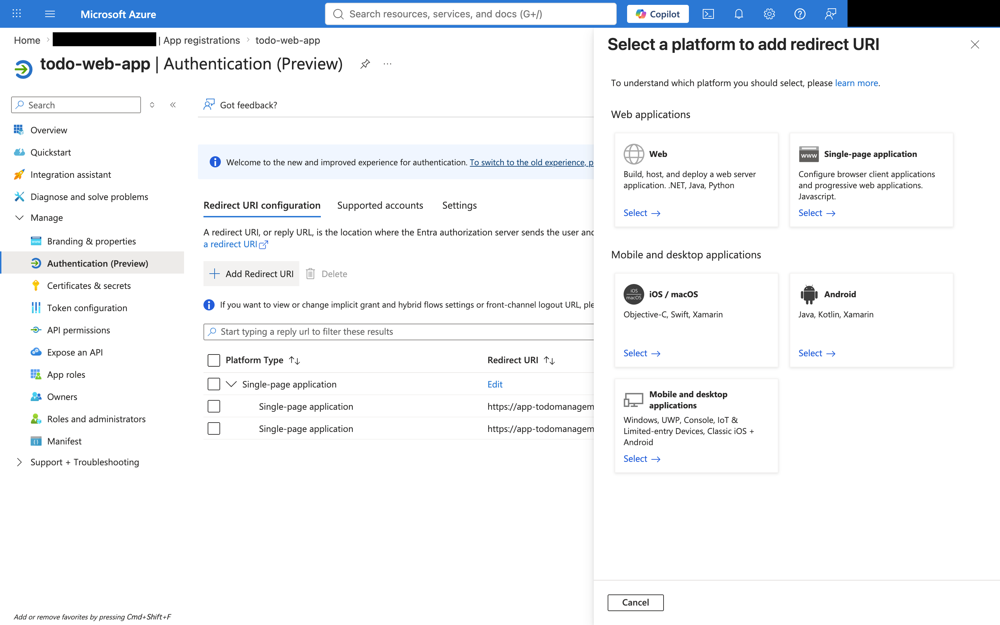 Microsoft Azure
Search resources, services, and docs (G+/)
Copilot
Home
| App registrations
todo-web-app
todo-web-app | Authentication (Preview)
Search
Overview
Quickstart
Integration assistant
Diagnose and solve problems
Manage
Branding & properties
Authentication (Preview)
Certificates & secrets
Token configuration
API permissions
Expose an API
App roles
Owners
Roles and administrators
Manifest
Support + Troubleshooting
Add or remove favorites by pressing Cmd+Shift+F
Got feedback?
Welcome to the new and improved experience for authentication. To switch to the old experience, p
Redirect URI configuration
Supported accounts
Settings
A redirect URI, or reply URL, is the location where the Entra authorization server sends the user and
a redirect URI
Add Redirect URI
Delete
If you want to view or change implicit grant and hybrid flows settings or front-channel logout URL, ple
Start typing a reply url to filter these results
Platform Type
Redirect URI
Single-page application
Edit
Single-page application
https://app-todomanagem
Single-page application
https://app-todomanagem
Select a platform to add redirect URI
To understand which platform you should select, please learn more.
Web applications
Web
Build, host, and deploy a web server
application. .NET, Java, Python
Select
www
Single-page application
Configure browser client applications
and progressive web applications.
Javascript.
Select
Mobile and desktop applications
iOS
macOS
iOS / macOS
Objective-C, Swift, Xamarin
Select
Android
Java, Kotlin, Xamarin
Select
Mobile and desktop
applications
Windows, UWP, Console, IoT &
Limited-entry Devices, Classic iOS +
Android
Select
Cancel